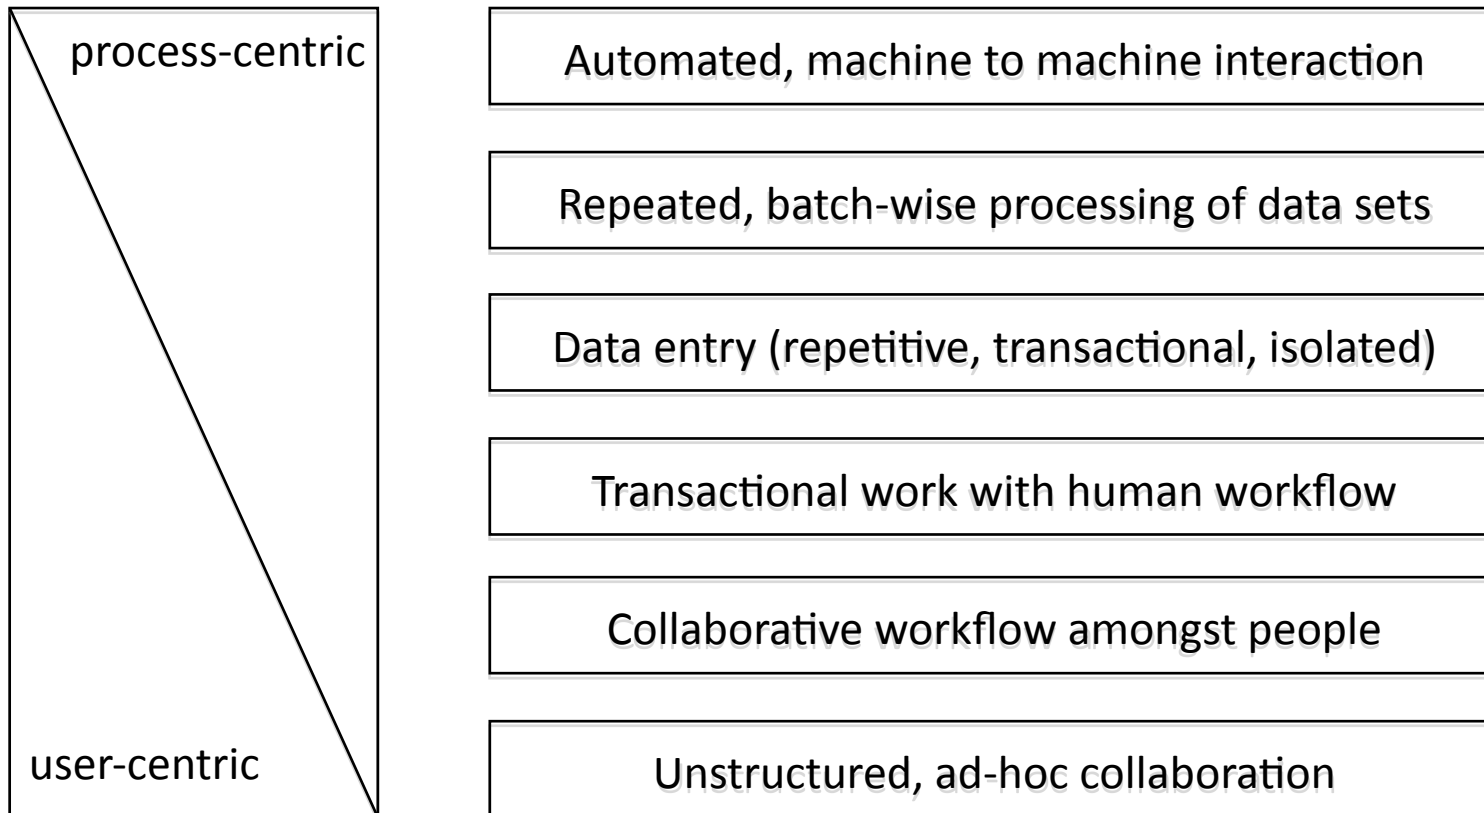 process-centric
Automated, machine to machine interaction
Repeated, batch-wise processing of data sets
Data entry (repetitive, transactional, isolated)
Transactional work with human workflow
Collaborative workflow amongst people
user-centric
Unstructured, ad-hoc collaboration